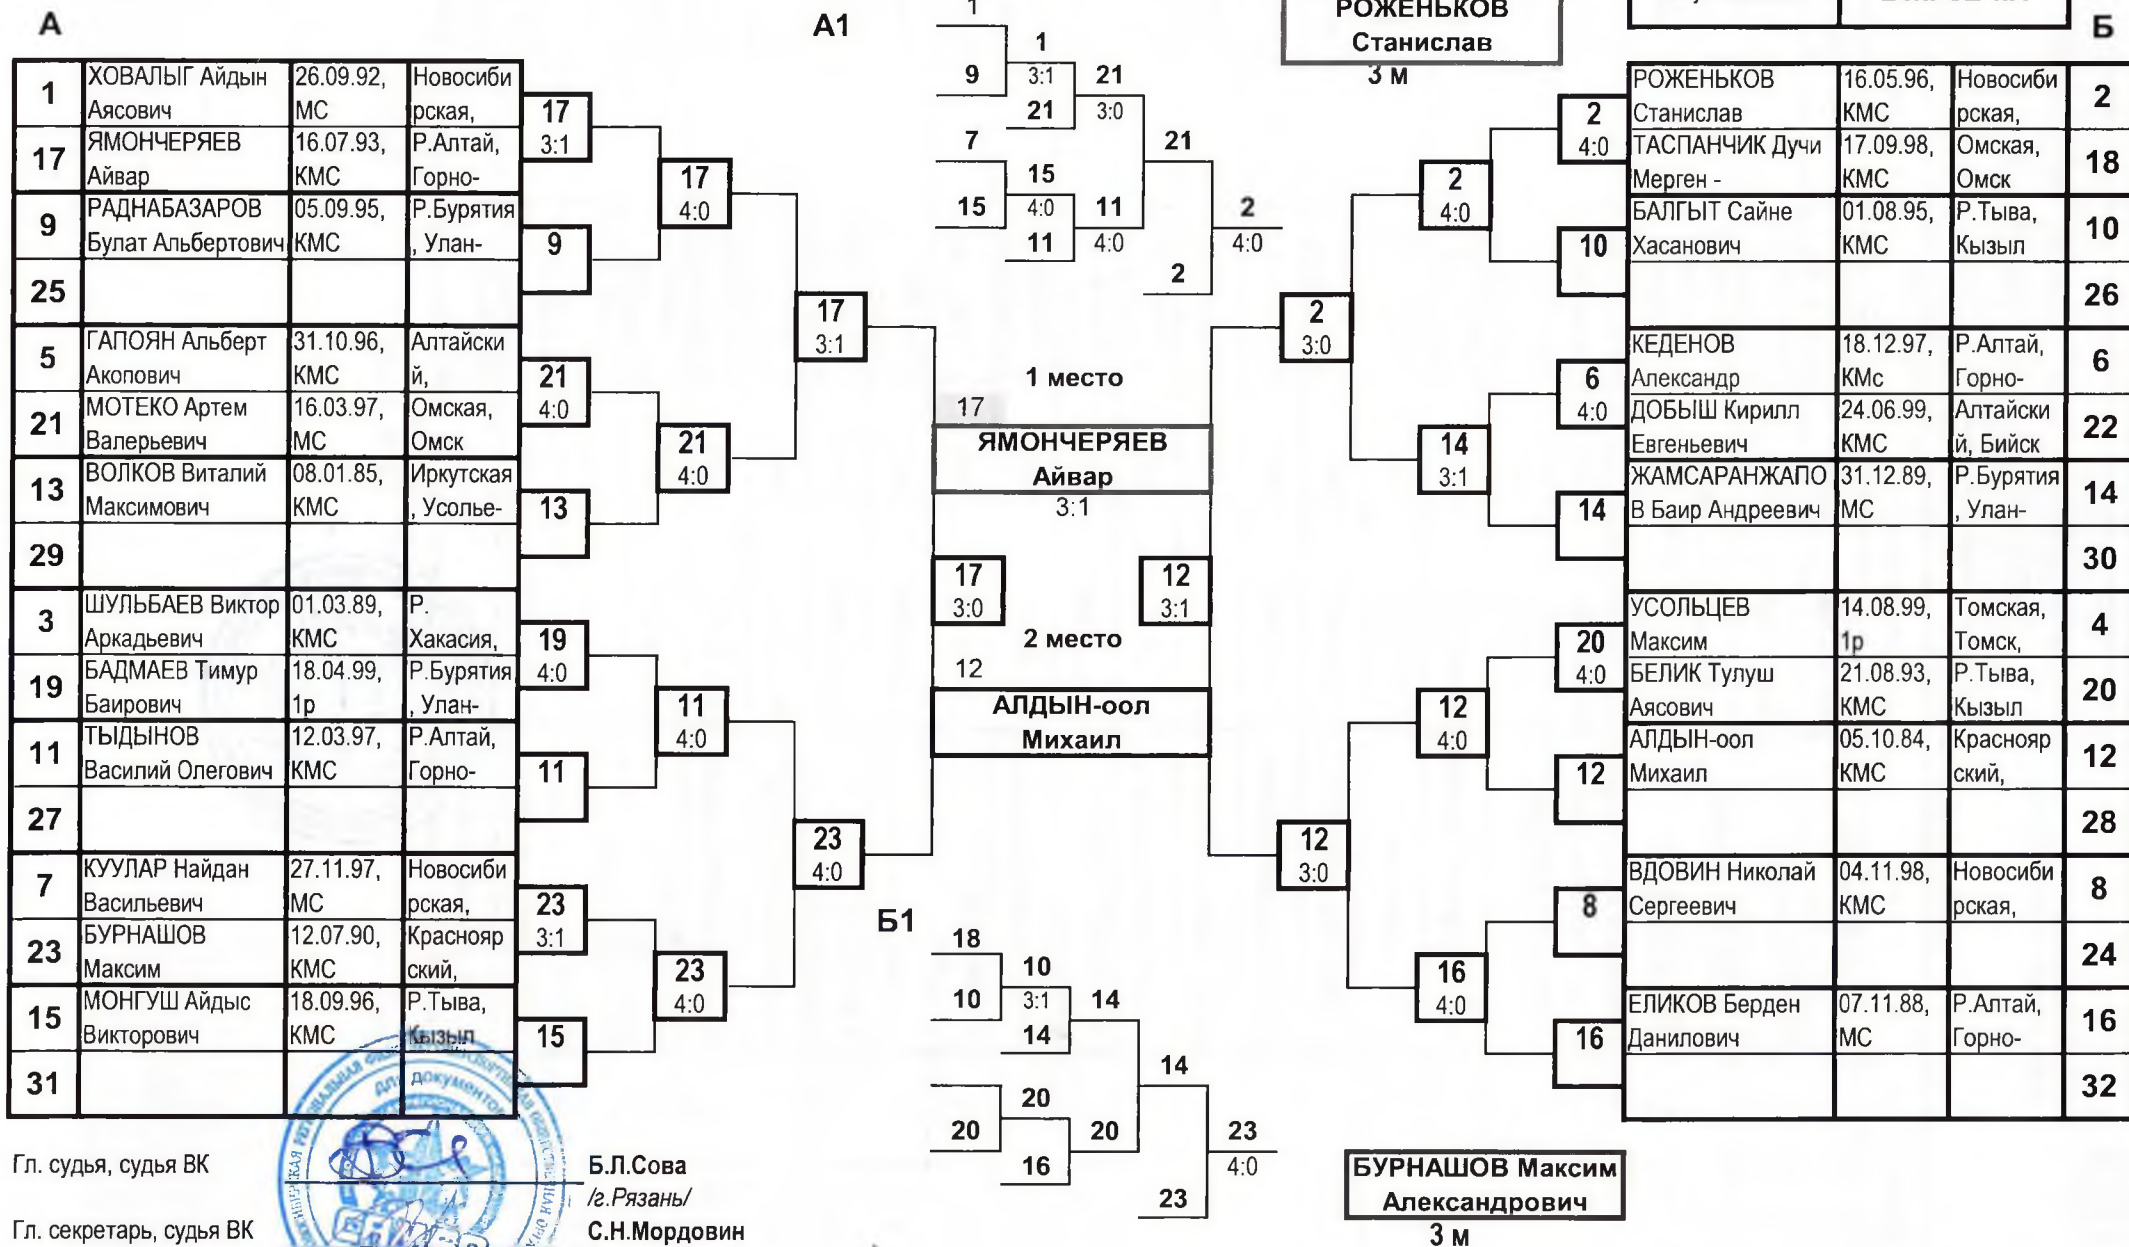 А
Б
А1
РОЖЕНЬКОВ
Станислав
3 м
1
ХОВАЛЫГ Айдын
Аясович
26.09.92,
МС
Новосиби
рская,
17
ЯМОНЧЕРЯЕВ
Айвар
16.07.93,
КМС
Р.Алтай,
Горно-
9
РАДНАБАЗАРОВ
Булат Альбертович
05.09.95,
КМС
Р.Бурятия
, Улан-
25
5
ГАПОЯН Альберт
Акопович
31.10.96,
КМС
Алтайски
й,
21
МОТЕКО Артем
Валерьевич
16.03.97,
МС
Омская,
Омск
13
ВОЛКОВ Виталий
Максимович
08.01.85,
КМС
Иркутская
, Усолье-
29
3
ШУЛЬБАЕВ Виктор
Аркадьевич
01.03.89,
КМС
Р.
Хакасия,
19
БАДМАЕВ Тимур
Баирович
18.04.99,
1р
Р.Бурятия
, Улан-
11
ТЫДЫНОВ
Василий Олегович
12.03.97,
КМС
Р.Алтай,
Горно-
27
7
КУУЛАР Найдан
Васильевич
27.11.97,
МС
Новосиби
рская,
23
БУРНАШОВ
Максим
12.07.90,
КМС
Краснояр
ский,
15
МОНГУШ Айдыс
Викторович
18.09.96,
КМС
Р.Тыва,
Кызыл
31
17
3:1
9
21
4:0
13
19
4:0
11
23
3:1
15
17
4:0
21
4:0
11
4:0
23
4:0
17
3:1
23
4:0
1
9
1
3:1
21
21
3:0
7
15
15
4:0
11
11
4:0
21
2
2
4:0
1 место
17
ЯМОНЧЕРЯЕВ
Айвар
3:1
17
3:0
12
3:1
2 место
12
АЛДЫН-оол
Михаил
Б1
18
10
10
3:1
14
14
20
20
16
20
14
23
23
4:0
2
3:0
12
3:0
2
4:0
14
3:1
12
4:0
16
4:0
2
4:0
10
6
4:0
14
20
4:0
12
8
16
РОЖЕНЬКОВ
Станислав
16.05.96,
КМС
Новосиби
рская,
2
ТАСПАНЧИК Дучи
Мерген -
17.09.98,
КМС
Омская,
Омск
18
БАЛГЫТ Сайне
Хасанович
01.08.95,
КМС
Р.Тыва,
Кызыл
10
26
КЕДЕНОВ
Александр
18.12.97,
КМс
Р.Алтай,
Горно-
6
ДОБЫШ Кирилл
Евгеньевич
24.06.99,
КМС
Алтайски
й, Бийск
22
ЖАМСАРАНЖАПО
В Баир Андреевич
31.12.89,
МС
Р.Бурятия
, Улан-
14
30
УСОЛЬЦЕВ
Максим
14.08.99,
1р
Томская,
Томск,
4
БЕЛИК Тулуш
Аясович
21.08.93,
КМС
Р.Тыва,
Кызыл
20
АЛДЫН-оол
Михаил
05.10.84,
КМС
Краснояр
ский,
12
28
ВДОВИН Николай
Сергеевич
04.11.98,
КМС
Новосиби
рская,
8
24
ЕЛИКОВ Берден
Данилович
07.11.88,
МС
Р.Алтай,
Горно-
16
32
БУРНАШОВ Максим
Александрович
3 м
Гл. судья, судья ВК
Б.Л.Сова
/г.Рязань/
Гл. секретарь, судья ВК
С.Н.Мордовин
для документов